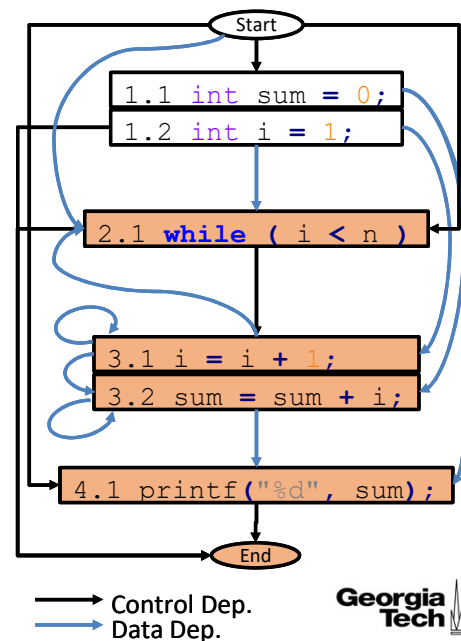 Start
1.1 int sum = 0;
1.2 int i = 1;
2.1 while ( i < n )
3.1 i = i + 1;
3.2 sum = sum + i;
4.1 printf("%d", sum);
End
Control Dep.
Data Dep.
Georgia
Tech